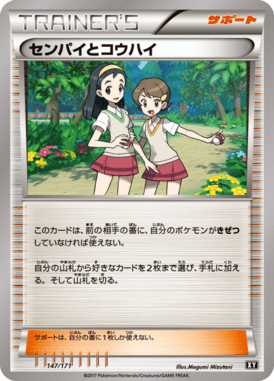 TRAINER'S
サポート
センパイとコウハイ
このカードは、前の相手の番に、自分のポケモンがきぜつ
していなければ使えない。
自分の山札から好きなカードを2枚まで選び、手札に加え
る。そして山札を切る。
サポートは、自分の番に1枚しか使えない。
Illus.Megumi Mizutani
147/171
XY
©2017 Pokémon/Nintendo/Creatures/GAME FREAK.